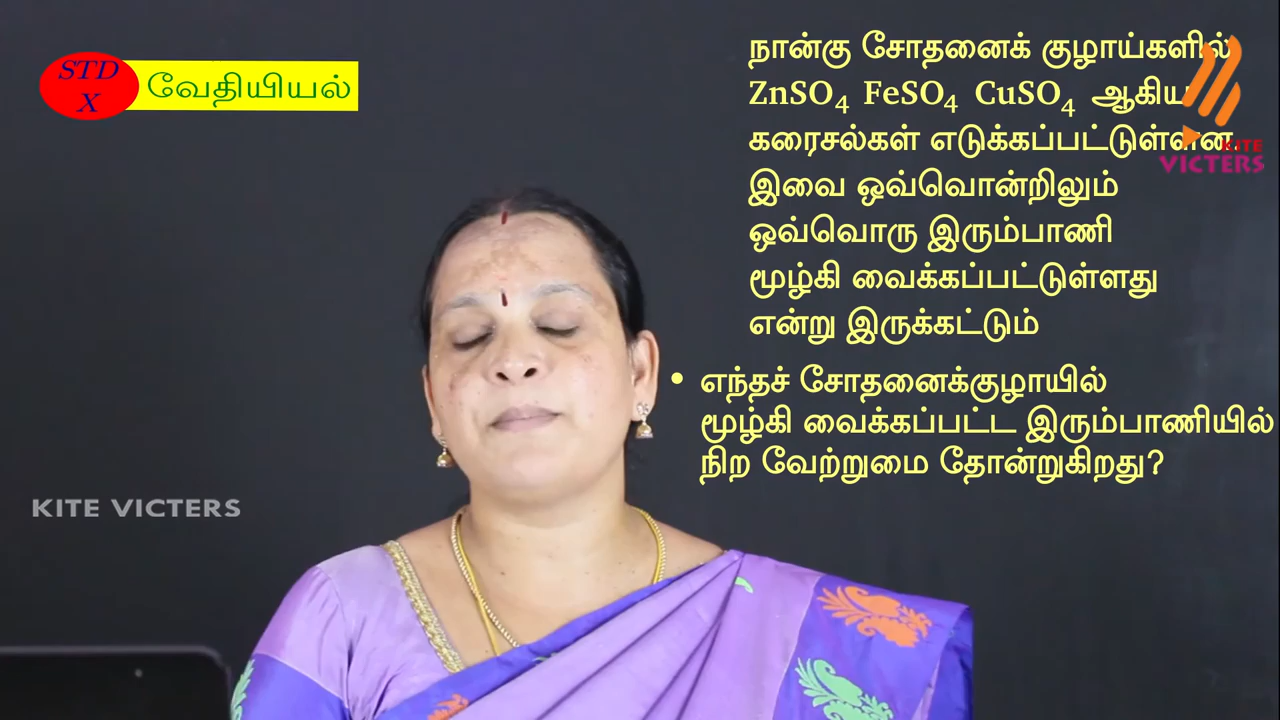 STD
X
வேதியியல்
நான்கு சோதனைக் குழாய்களில்
ZnSO4 FeSO4 CuSO4 ஆகிய
கரைசல்கள் எடுக்கப்பட்டுள்ளன.
இவை ஒவ்வொன்றிலும்
ஒவ்வொரு இரும்பாணி
மூழ்கி வைக்கப்பட்டுள்ளது
என்று இருக்கட்டும்
• எந்தச் சோதனைக்குழாயில்
மூழ்கி வைக்கப்பட்ட இரும்பாணியில்
நிற வேற்றுமை தோன்றுகிறது?
KITE
VICTERS
KITE VICTERS